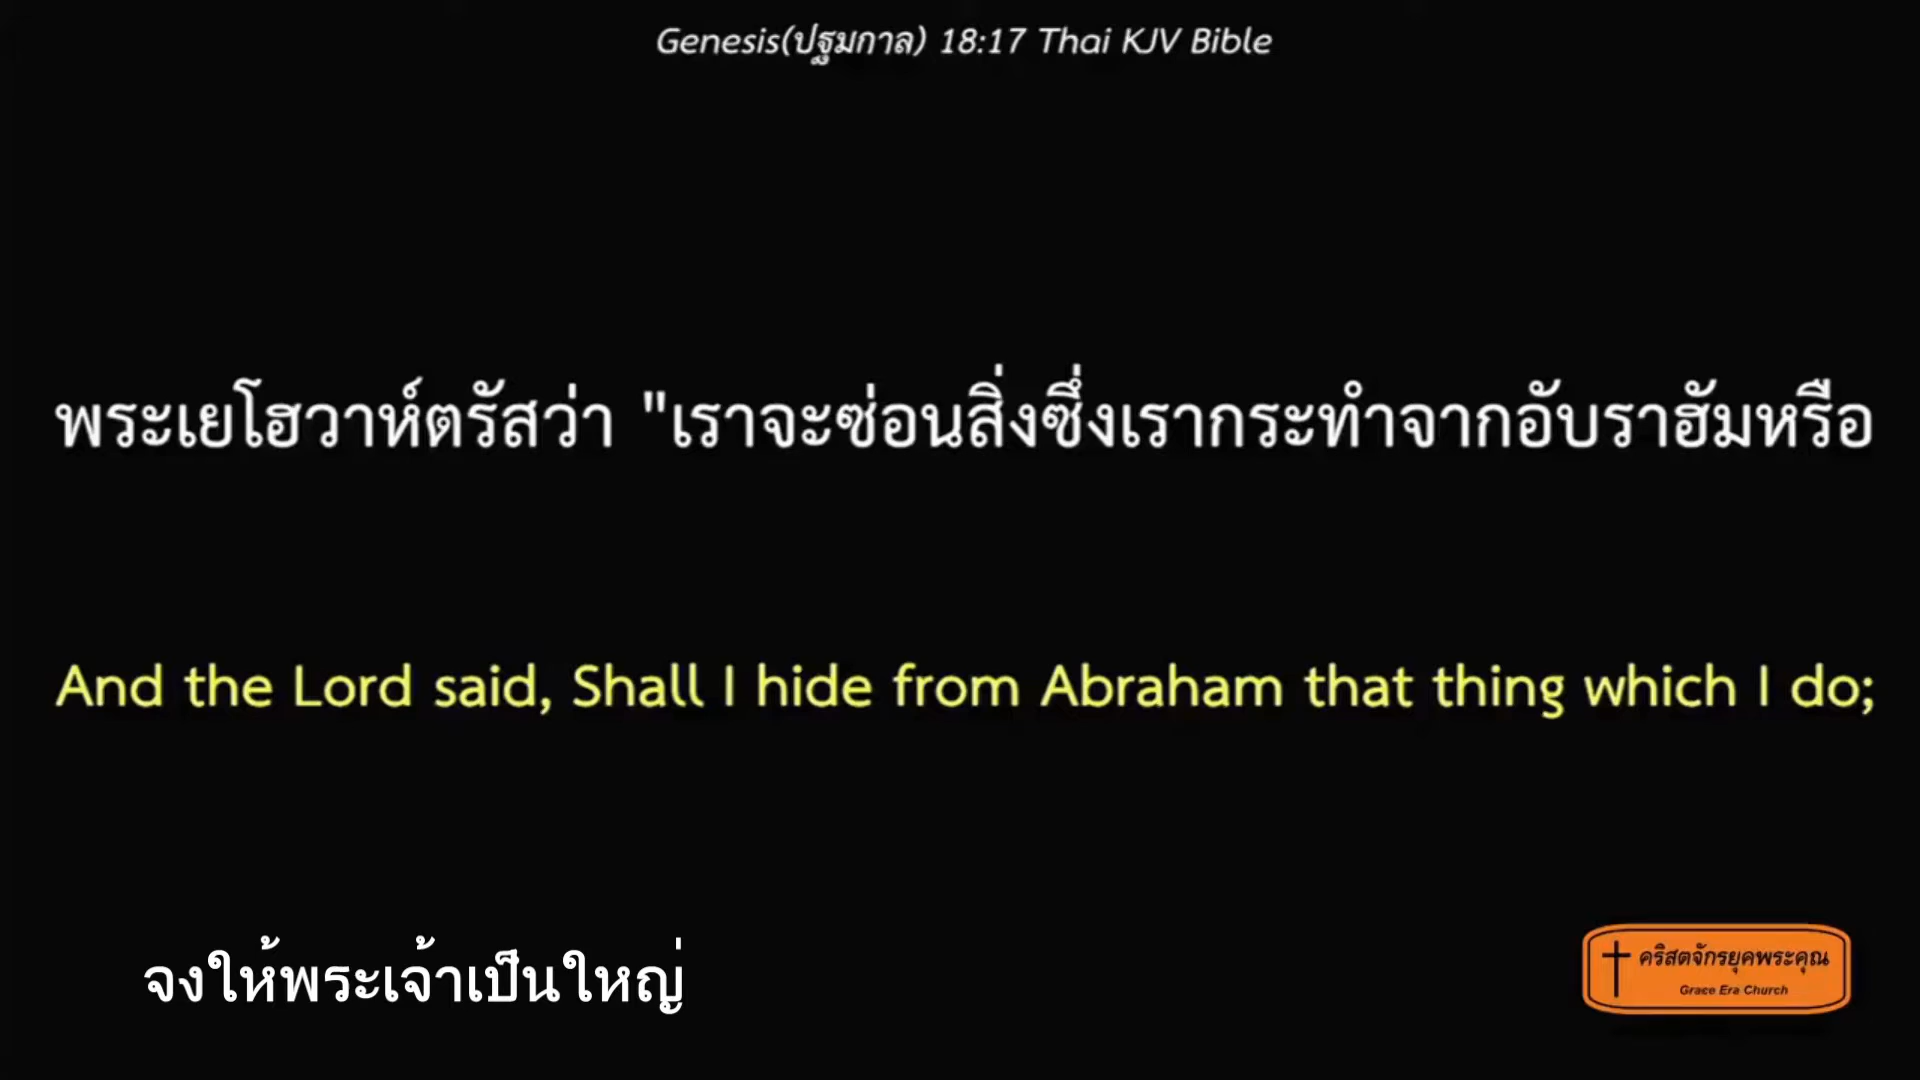 Genesis(ปฐมกาล) 18:17 Thai KJV Bible
พระเยโฮวาห์ตรัสว่า "เราจะซ่อนสิ่งซึ่งเรากระทำจากอับราฮัมหรือ
And the Lord said, Shall I hide from Abraham that thing which I do;
จงให้พระเจ้าเป็นใหญ่
คริสตจักรยุคพระคุณ
Grace Era Church